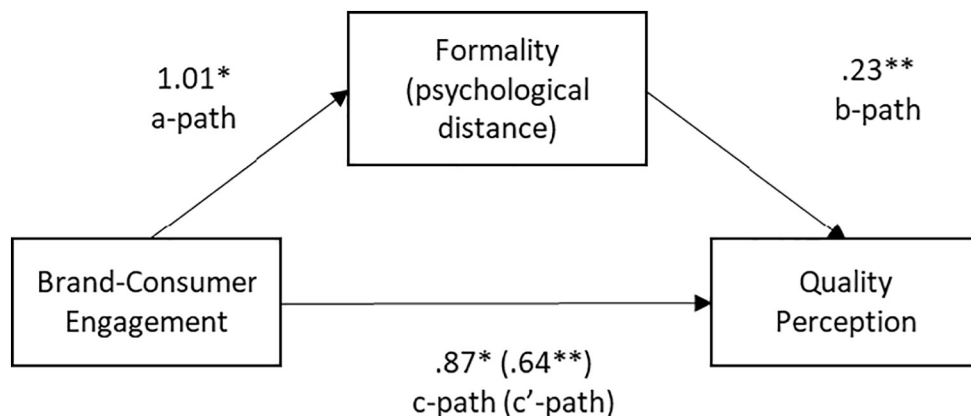 Formality
(psychological
distance)
1.01*
a-path
.23**
b-path
Brand-Consumer
Engagement
Quality
Perception
.87* (.64**)
c-path (c’-path)